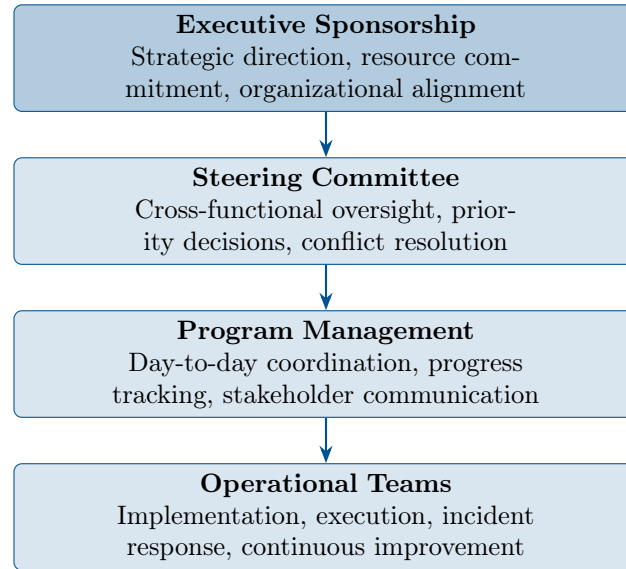 Executive Sponsorship
Strategic direction, resource com-
mitment, organizational alignment
Steering Committee
Cross-functional oversight, prior-
ity decisions, conflict resolution
Program Management
Day-to-day coordination, progress
tracking, stakeholder communication
Operational Teams
Implementation, execution, incident
response, continuous improvement